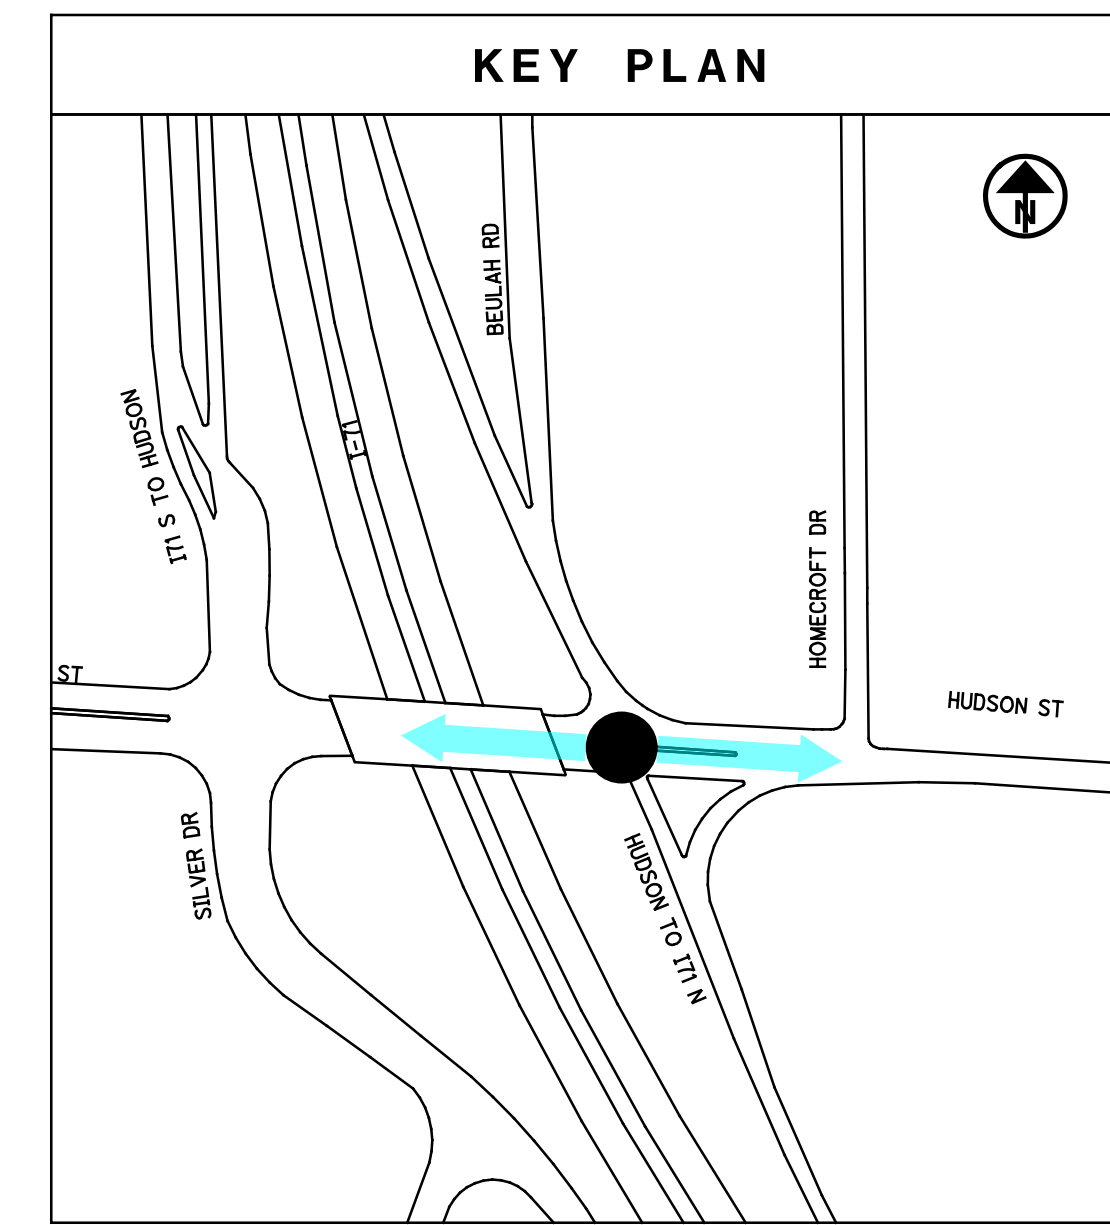 KEY PLAN
N
BEULAH RD
I71 S TO HUDSON
I-71
HOMECROFT DR
ST
HUDSON ST
SILVER DR
HUDSON TO I71 N